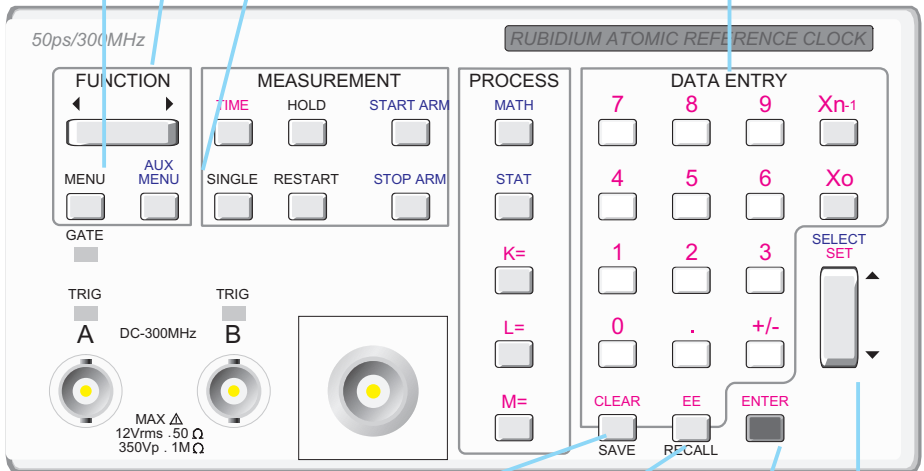 50ps/300MHz
RUBIDIUM ATOMIC REFERENCE CLOCK
FUNCTION
MENU
AUX
MENU
MEASUREMENT
TIME HOLD START ARM
SINGLE RESTART STOP ARM
PROCESS
MATH
STAT
K=
L=
M=
DATA ENTRY
7 8 9 Xn-1
4 5 6 Xo
1 2 3
0 . +/-
CLEAR EE ENTER
SAVE RECALL
SELECT
SET
GATE
TRIG TRIG
A DC-300MHz B
MAX ⚠
12Vrms . 50 Ω
350Vp . 1M Ω